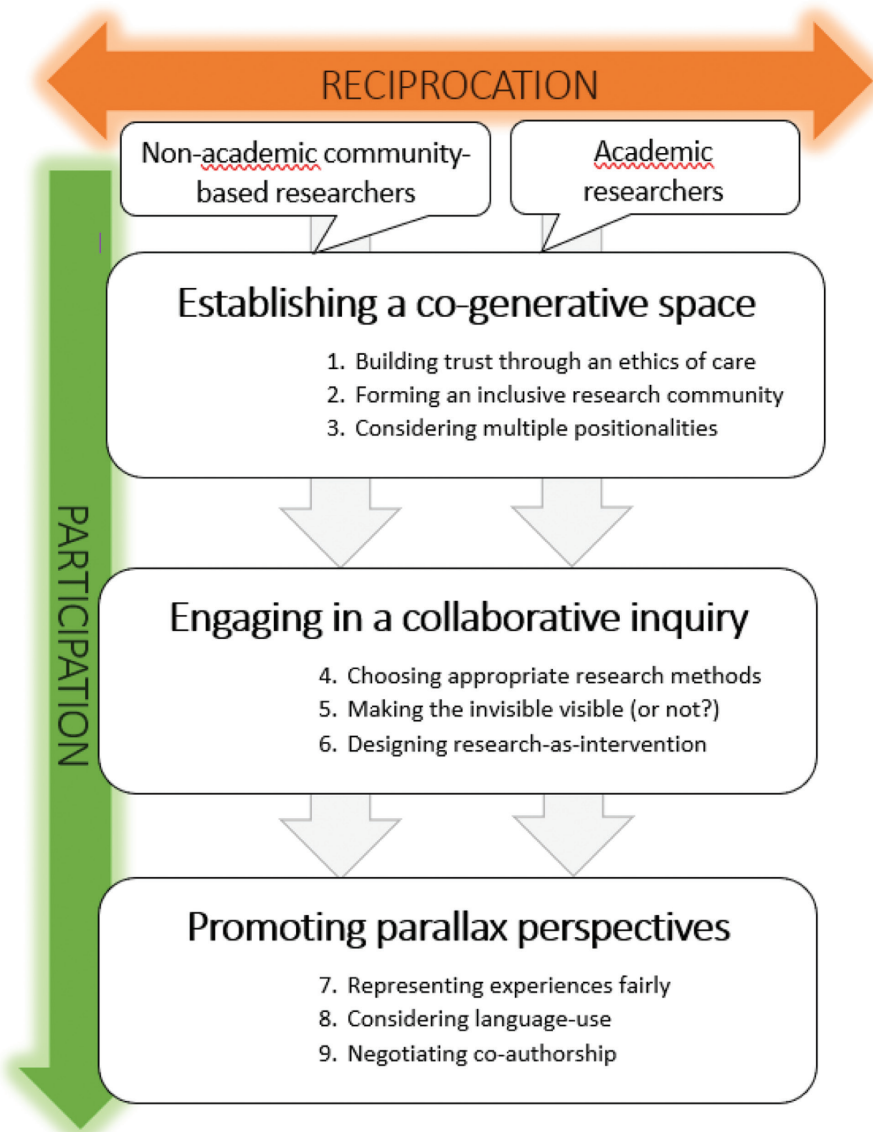 RECIPROCATION
Non-academic community-
based researchers
Academic
researchers
PARTICIPATION
Establishing a co-generative space
1. Building trust through an ethics of care
2. Forming an inclusive research community
3. Considering multiple positionalities
Engaging in a collaborative inquiry
4. Choosing appropriate research methods
5. Making the invisible visible (or not?)
6. Designing research-as-intervention
Promoting parallax perspectives
7. Representing experiences fairly
8. Considering language-use
9. Negotiating co-authorship